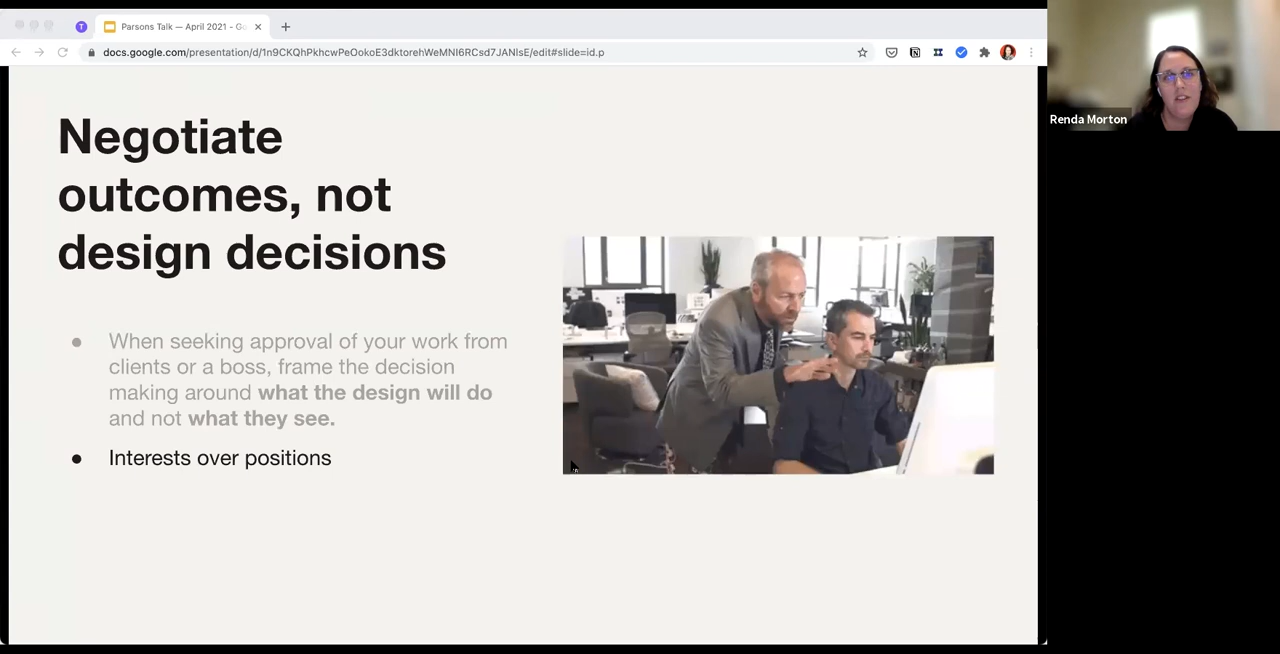 T
Parsons Talk — April 2021 - Go
docs.google.com/presentation/d/1n9CKQhPkhcwPeOokoE3dktorehWeMNI6RCsd7JANlsE/edit#slide=id.p
Renda Morton
Negotiate
outcomes, not
design decisions
● When seeking approval of your work from
clients or a boss, frame the decision
making around what the design will do
and not what they see.
● Interests over positions